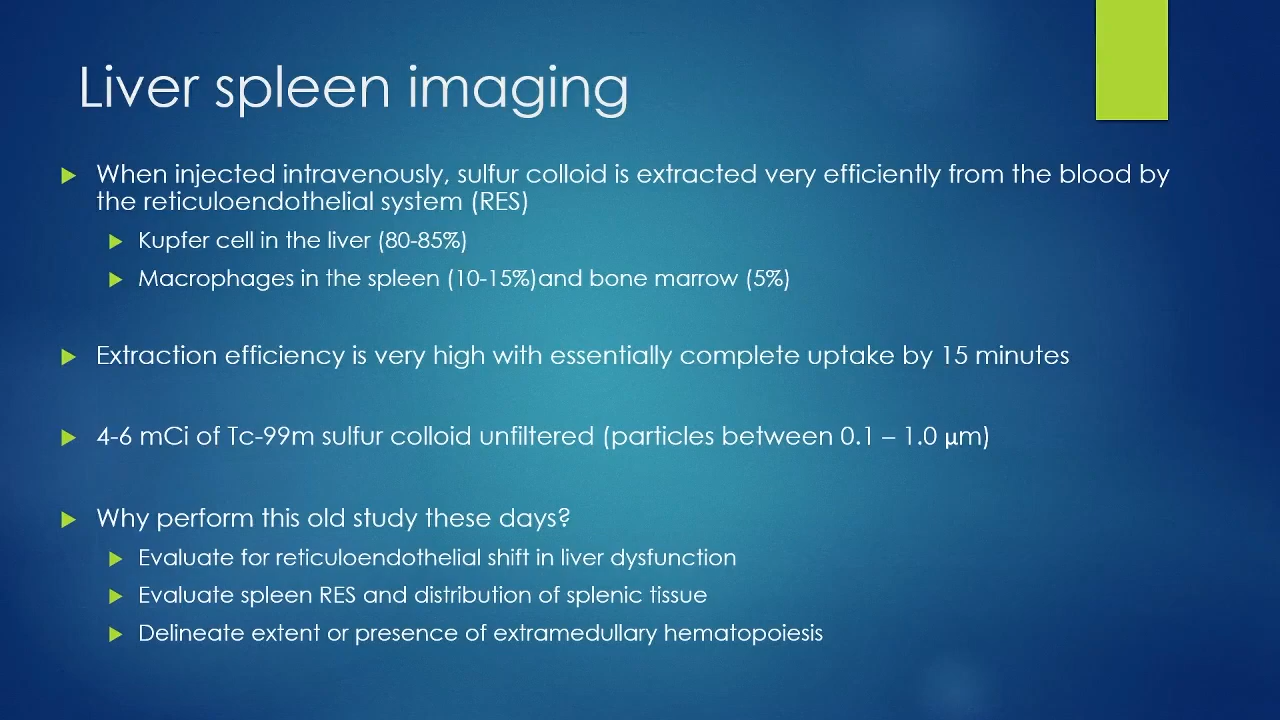 Liver spleen imaging
When injected intravenously, sulfur colloid is extracted very efficiently from the blood by
the reticuloendothelial system (RES)
Kupfer cell in the liver (80-85%)
Macrophages in the spleen (10-15%)and bone marrow (5%)
Extraction efficiency is very high with essentially complete uptake by 15 minutes
4-6 mCi of Tc-99m sulfur colloid unfiltered (particles between 0.1 – 1.0 µm)
Why perform this old study these days?
Evaluate for reticuloendothelial shift in liver dysfunction
Evaluate spleen RES and distribution of splenic tissue
Delineate extent or presence of extramedullary hematopoiesis